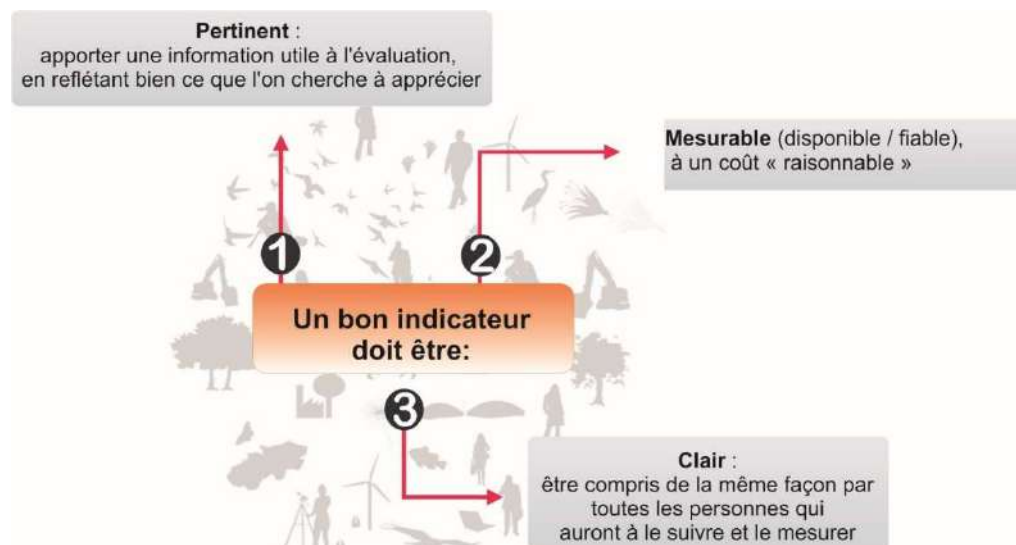 Pertinent :
apporter une information utile à l'évaluation,
en reflétant bien ce que l'on cherche à apprécier
Mesurable (disponible / fiable),
à un coût « raisonnable »
1
2
Un bon indicateur
doit être:
3
Clair :
être compris de la même façon par
toutes les personnes qui
auront à le suivre et le mesurer